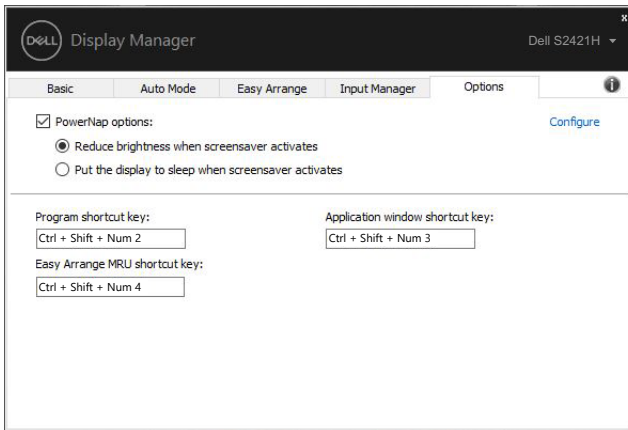 x
DELL Display Manager
Dell S2421H
Basic Auto Mode Easy Arrange Input Manager Options
PowerNap options:
Configure
Reduce brightness when screensaver activates
Put the display to sleep when screensaver activates
Program shortcut key:
Application window shortcut key:
Ctrl + Shift + Num 2
Ctrl + Shift + Num 3
Easy Arrange MRU shortcut key:
Ctrl + Shift + Num 4